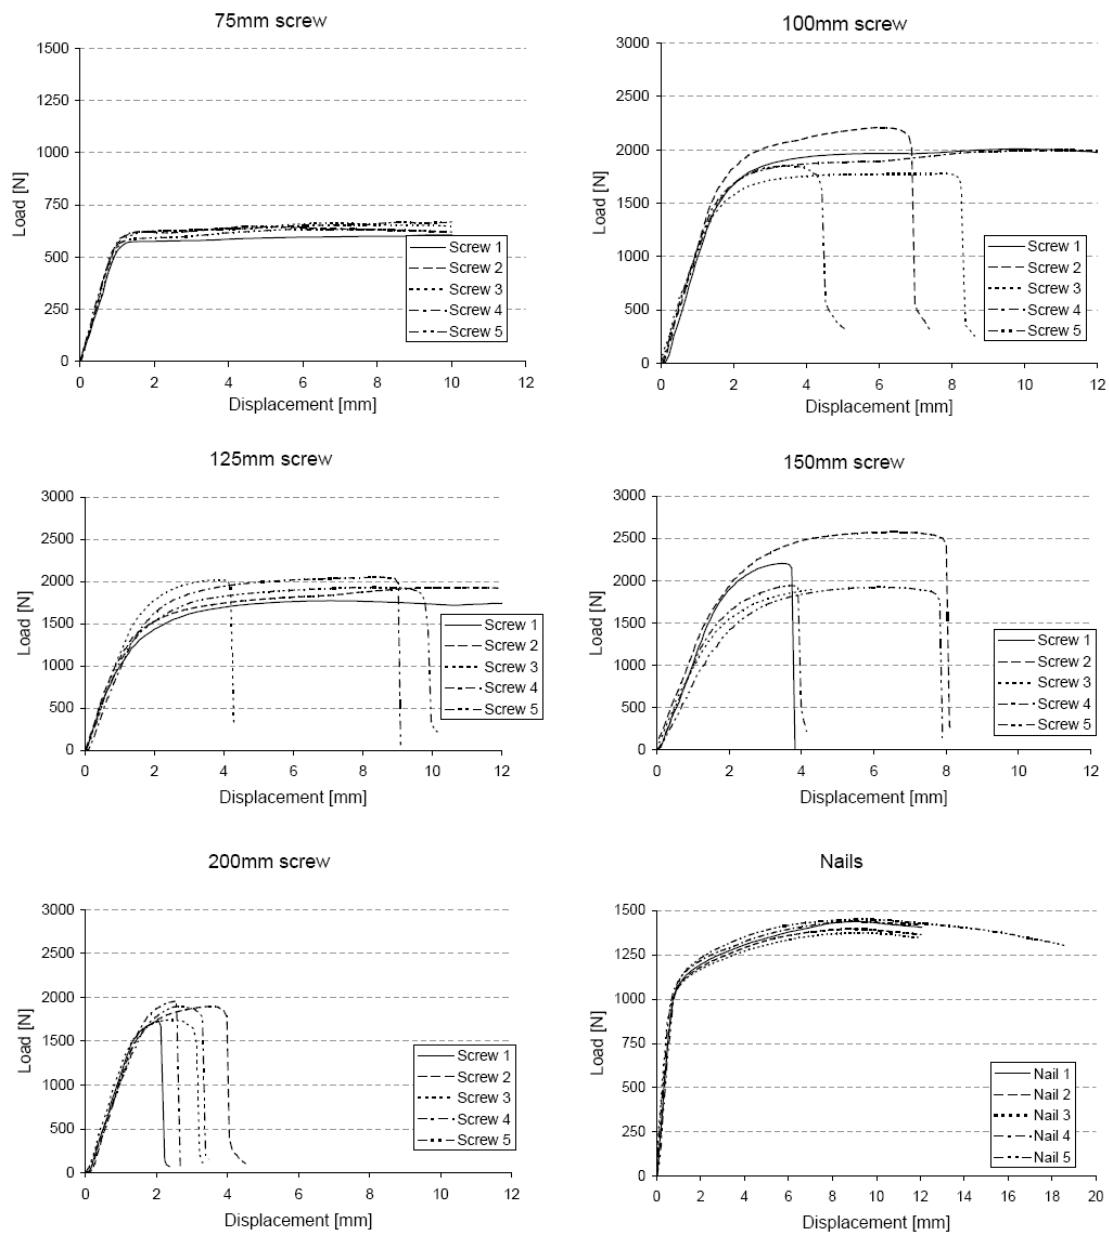 75mm screw
1500
1250
1000
750
500
250
0
Load [N]
0 2 4 6 8 10 12
Displacement [mm]
Screw 1
Screw 2
Screw 3
Screw 4
Screw 5
100mm screw
3000
2500
2000
1500
1000
500
0
Load [N]
0 2 4 6 8 10 12
Displacement [mm]
Screw 1
Screw 2
Screw 3
Screw 4
Screw 5
125mm screw
3000
2500
2000
1500
1000
500
0
Load [N]
0 2 4 6 8 10 12
Displacement [mm]
Screw 1
Screw 2
Screw 3
Screw 4
Screw 5
150mm screw
3000
2500
2000
1500
1000
500
0
Load [N]
0 2 4 6 8 10 12
Displacement [mm]
Screw 1
Screw 2
Screw 3
Screw 4
Screw 5
200mm screw
3000
2500
2000
1500
1000
500
0
Load [N]
0 2 4 6 8 10 12
Displacement [mm]
Screw 1
Screw 2
Screw 3
Screw 4
Screw 5
Nails
1500
1250
1000
750
500
250
0
Load [N]
0 2 4 6 8 10 12 14 16 18 20
Displacement [mm]
Nail 1
Nail 2
Nail 3
Nail 4
Nail 5